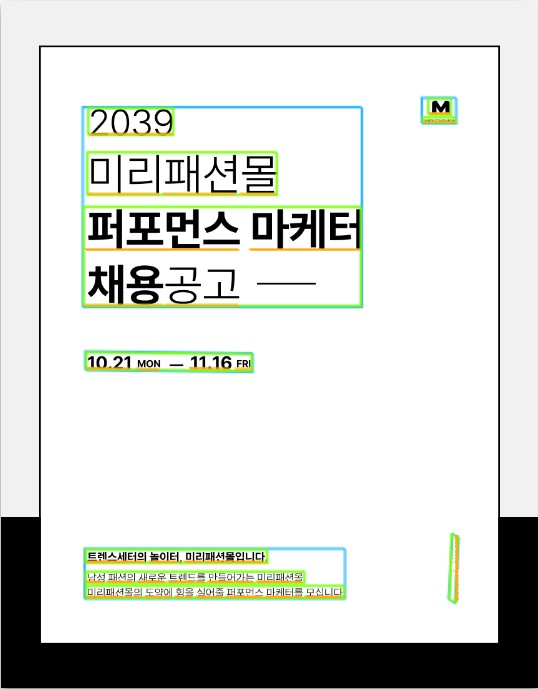 M
2039
미리패션몰
퍼포먼스 마케터
채용공고 —
10.21 MON — 11.16 FRI
트렌스세터의 놀이터, 미리패션몰입니다.
남성 패션의 새로운 트렌드를 만들어가는 미리패션몰
미리패션몰의 도약에 힘을 실어줄 퍼포먼스 마케터를 모십니다.